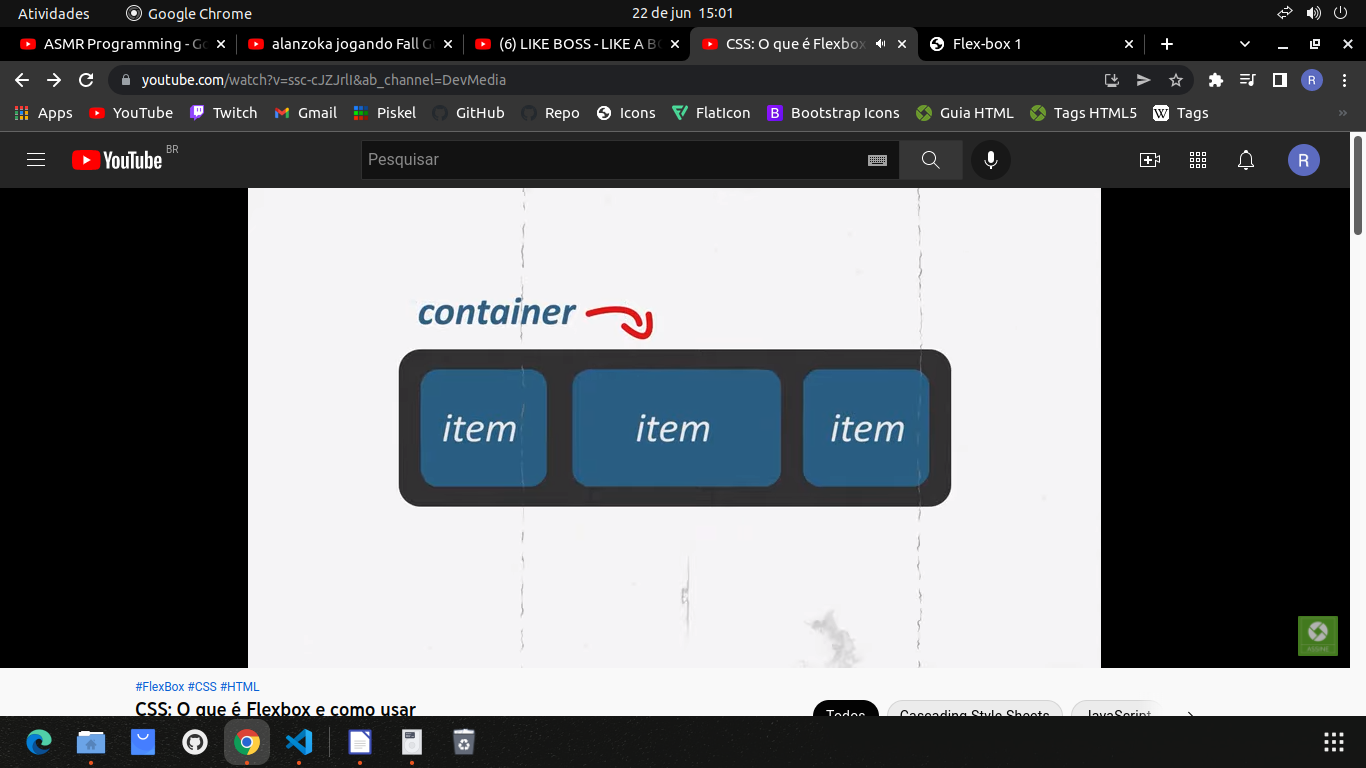 Atividades
Google Chrome
22 de jun 15:01
ASMR Programming - Go
alanzoka jogando Fall G
(6) LIKE BOSS - LIKE A BO
CSS: O que é Flexbox
Flex-box 1
youtube.com/watch?v=ssc-cJZJrlI&ab_channel=DevMedia
R
Apps
YouTube
Twitch
Gmail
Piskel
GitHub
Repo
Icons
FlatIcon
B Bootstrap Icons
Guia HTML
Tags HTML5
W Tags
»
YouTube BR
Pesquisar
R
container
item item item
#FlexBox #CSS #HTML
CSS: O que é Flexbox e como usar
Todos
Cascading Style Sheets
JavaScript